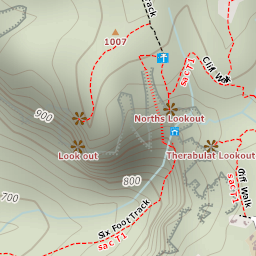 Track
1007
Cliff W
sac T1
900
Norths Lookout
Look out
Therabulat Lookout
800
700
Cliff Walk
sac T1
Six Foot Track
sac T1